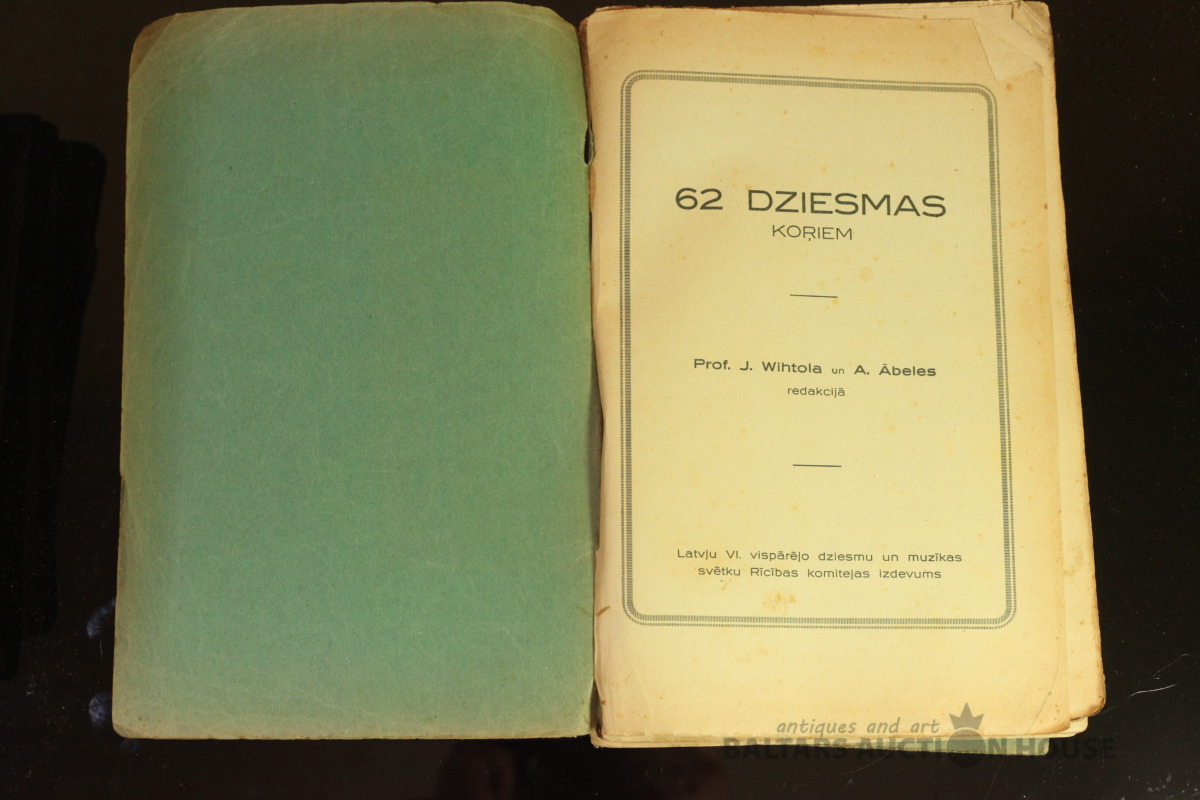 62 DZIESMAS
KOŖIEM
Prof. J. Wihtola un A. Ābeles
redakcijā
Latvju VI. vispārējo dziesmu un muzīkas
svētku Rīcības komitejas izdevums
antiques and art
BALTARS AUCTION HOUSE